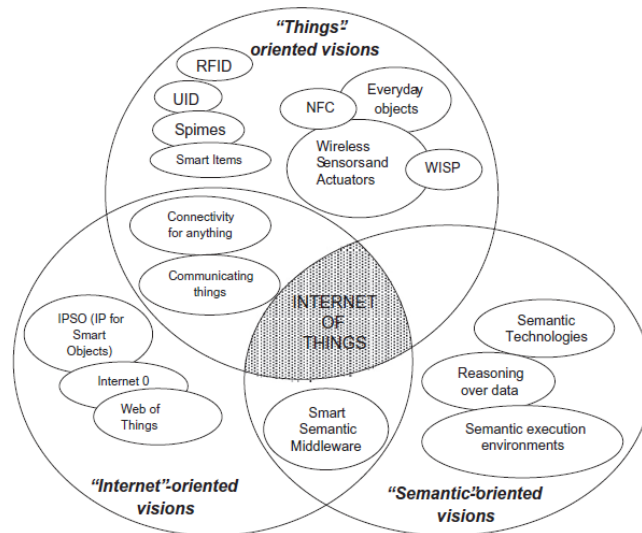 “Things”-
oriented visions
RFID
UID
Spimes
Smart Items
NFC
Everyday
objects
Wireless
Sensorsand
Actuators
WISP
Connectivity
for anything
Communicating
things
INTERNET
OF
THINGS
IPSO (IP for
Smart
Objects)
Internet 0
Web of
Things
Semantic
Technologies
Reasoning
over data
Semantic execution
environments
Smart
Semantic
Middleware
“Internet”-oriented
visions
“Semantic”-oriented
visions